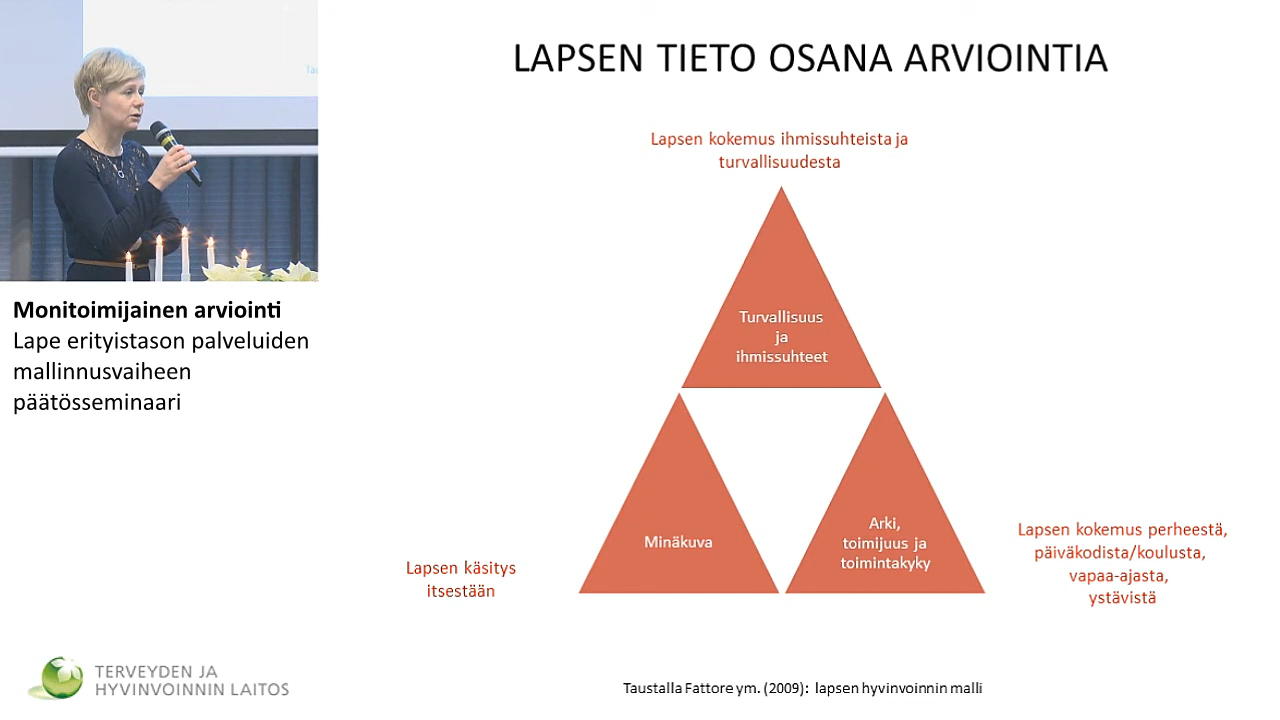 LAPSEN TIETO OSANA ARVIOINTIA
Lapsen kokemus ihmissuhteista ja
turvallisuudesta
Turvallisuus
ja
ihmissuhteet
Minäkuva
Arki,
toimijuus ja
toimintakyky
Lapsen käsitys
itsestään
Lapsen kokemus perheestä,
päiväkodista/koulusta,
vapaa-ajasta,
ystävistä
Monitoimijainen arviointi
Lape erityistason palveluiden
mallinnusvaiheen
päätösseminaari
TERVEYDEN JA
HYVINVOINNIN LAITOS
Taustalla Fattore ym. (2009): lapsen hyvinvoinnin malli